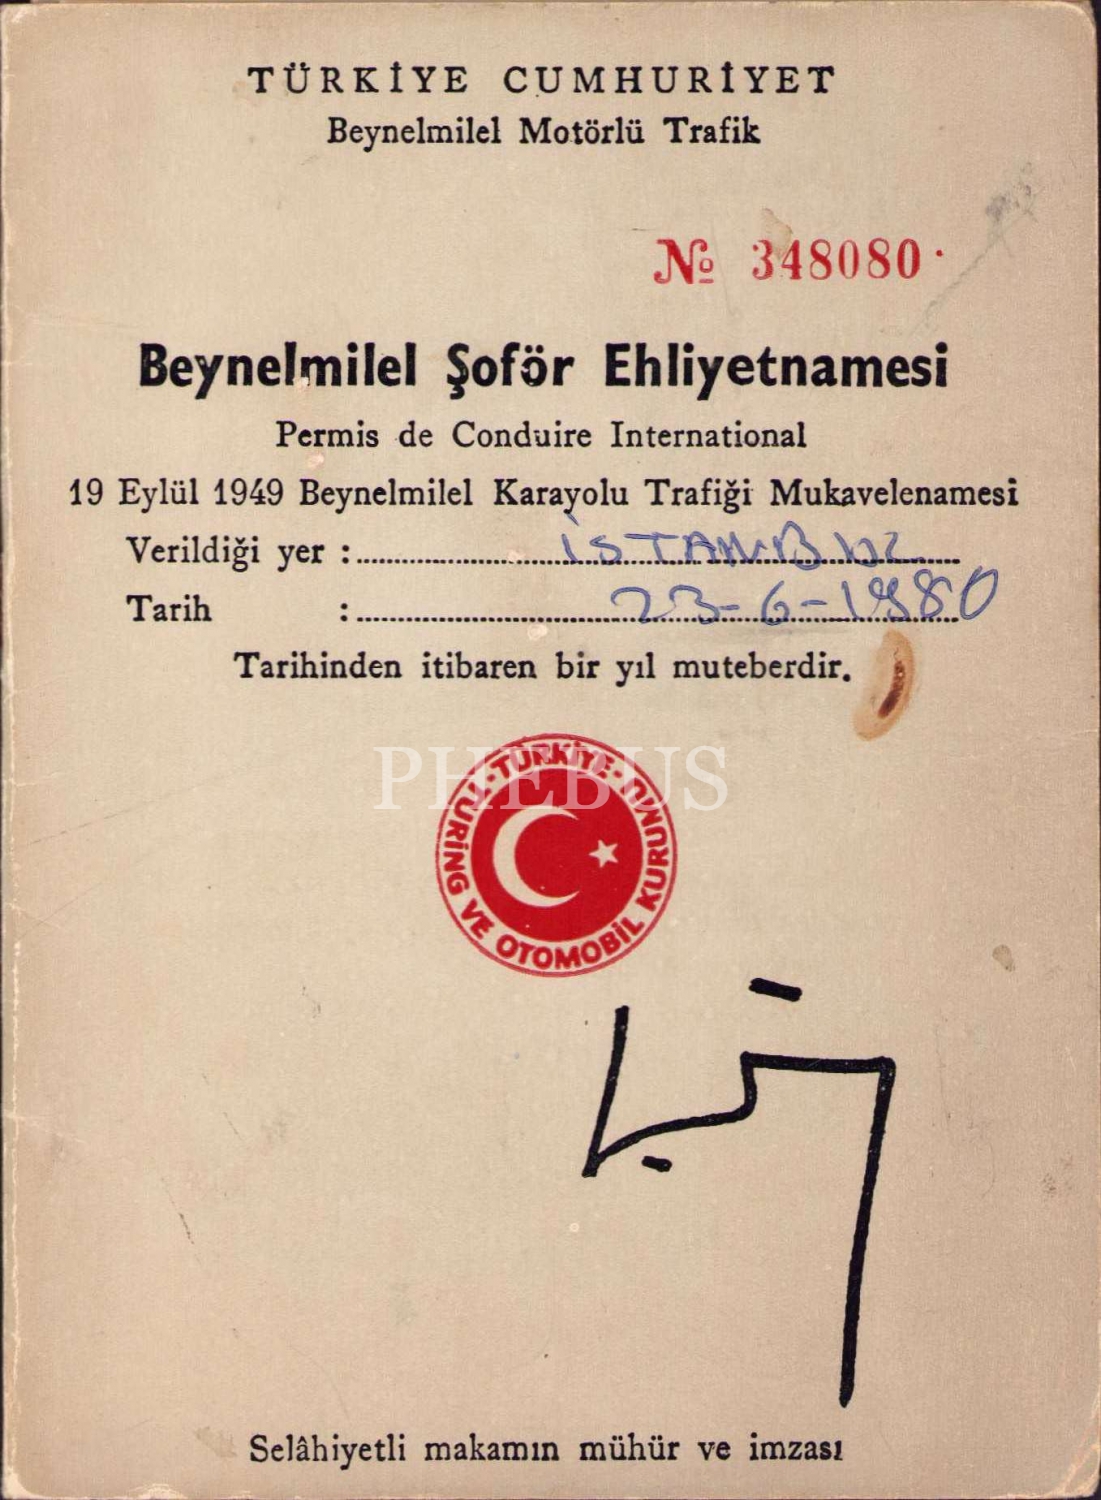 TÜRKİYE CUMHURİYET
Beynelmilel Motörlü Trafik
№ 348080
Beynelmilel Şoför Ehliyetnamesi
Permis de Conduire International
19 Eylül 1949 Beynelmilel Karayolu Trafiği Mukavelenamesi
Verildiği yer : İSTANBUL
Tarih : 23-6-1980
Tarihinden itibaren bir yıl muteberdir.
PHEBUS
TÜRKİYE TURİNG VE OTOMOBİL KURUMU
Selâhiyetli makamın mühür ve imzası